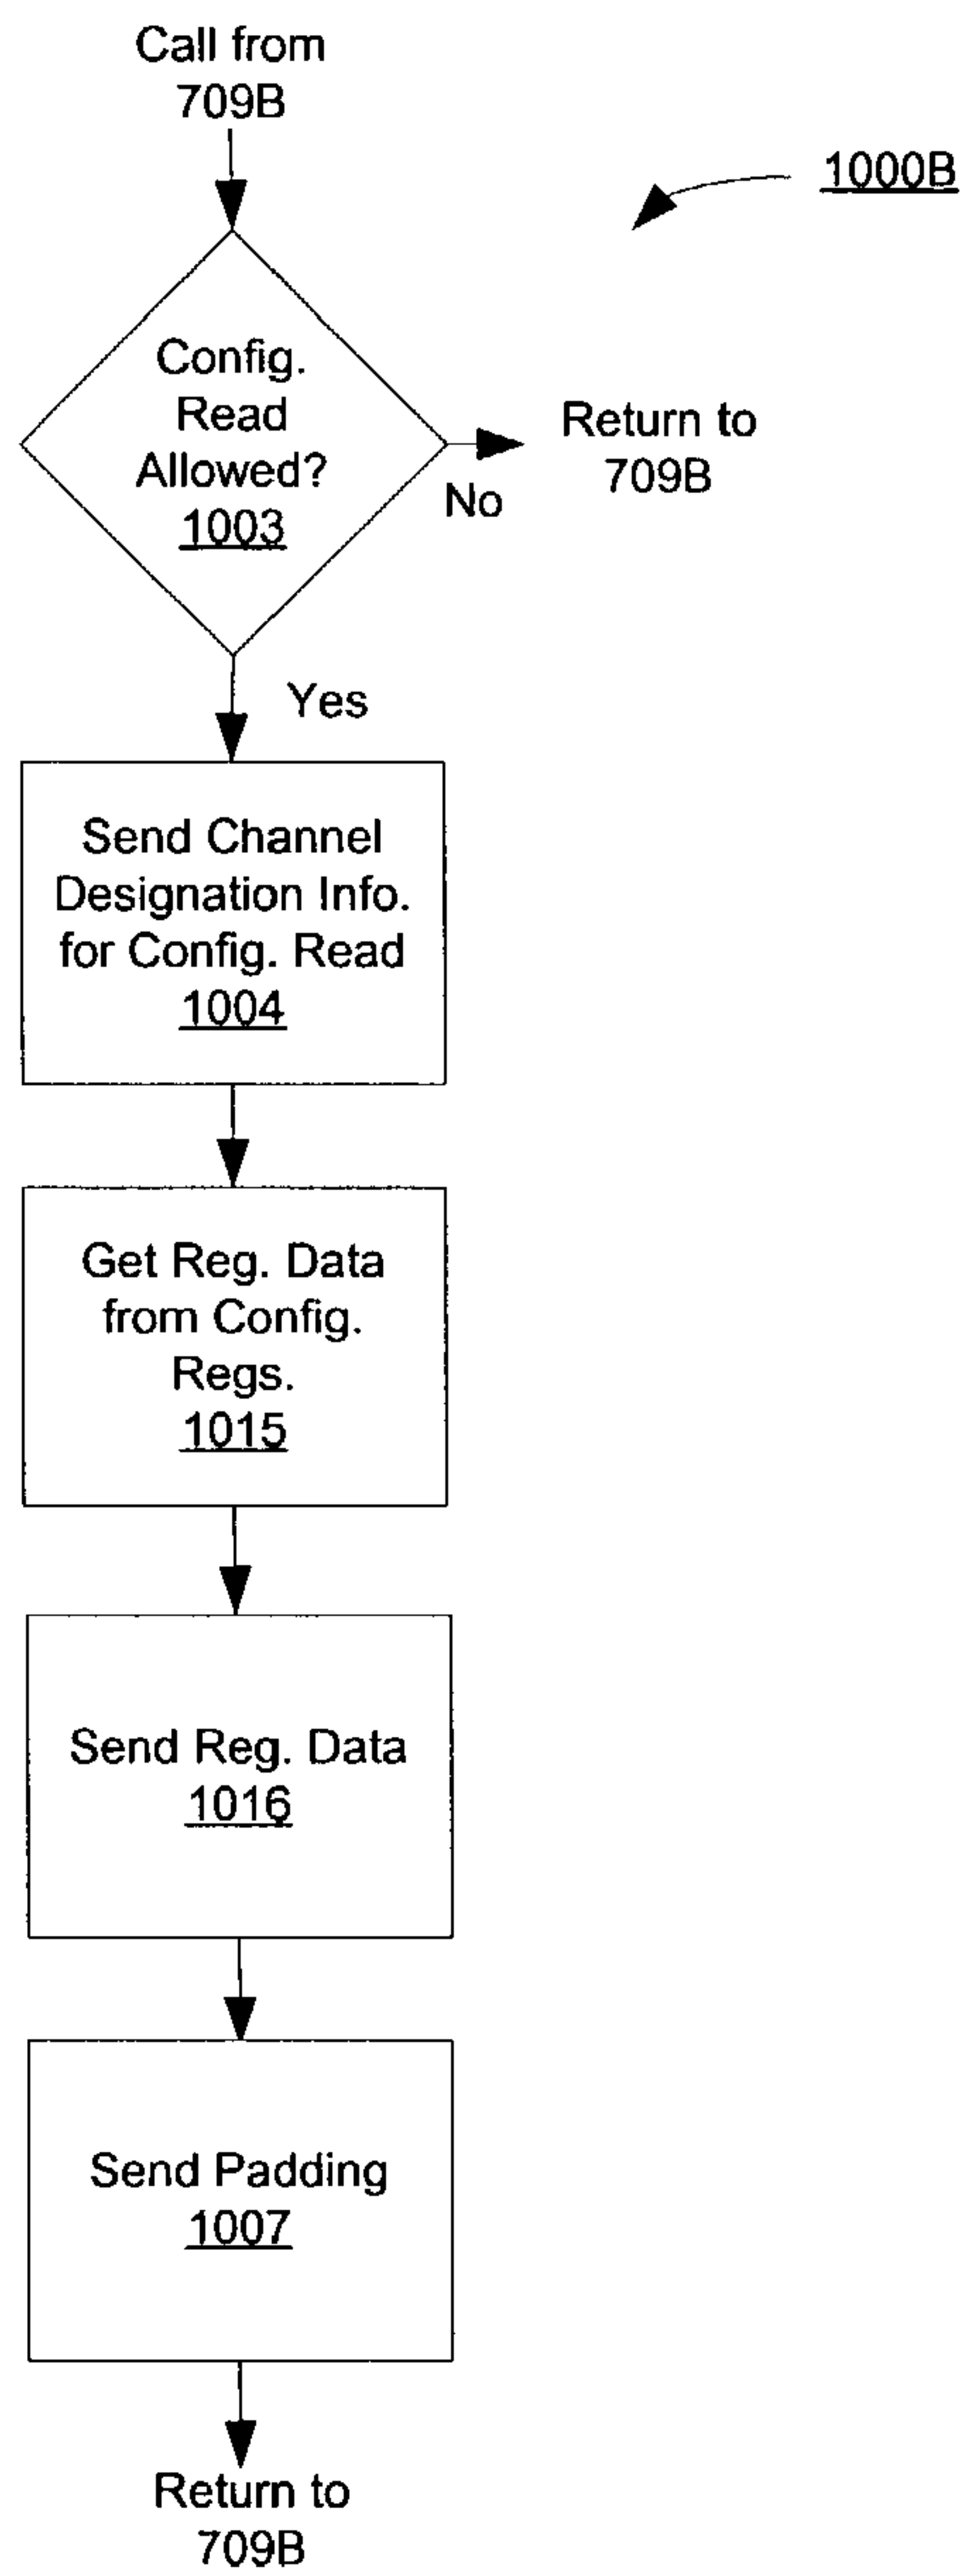 Call from
709B
1000B
Config.
Read
Allowed?
1003
Return to
709B
No
Yes
Send Channel
Designation Info.
for Config. Read
1004
Get Reg. Data
from Config.
Regs.
1015
Send Reg. Data
1016
Send Padding
1007
Return to
709B